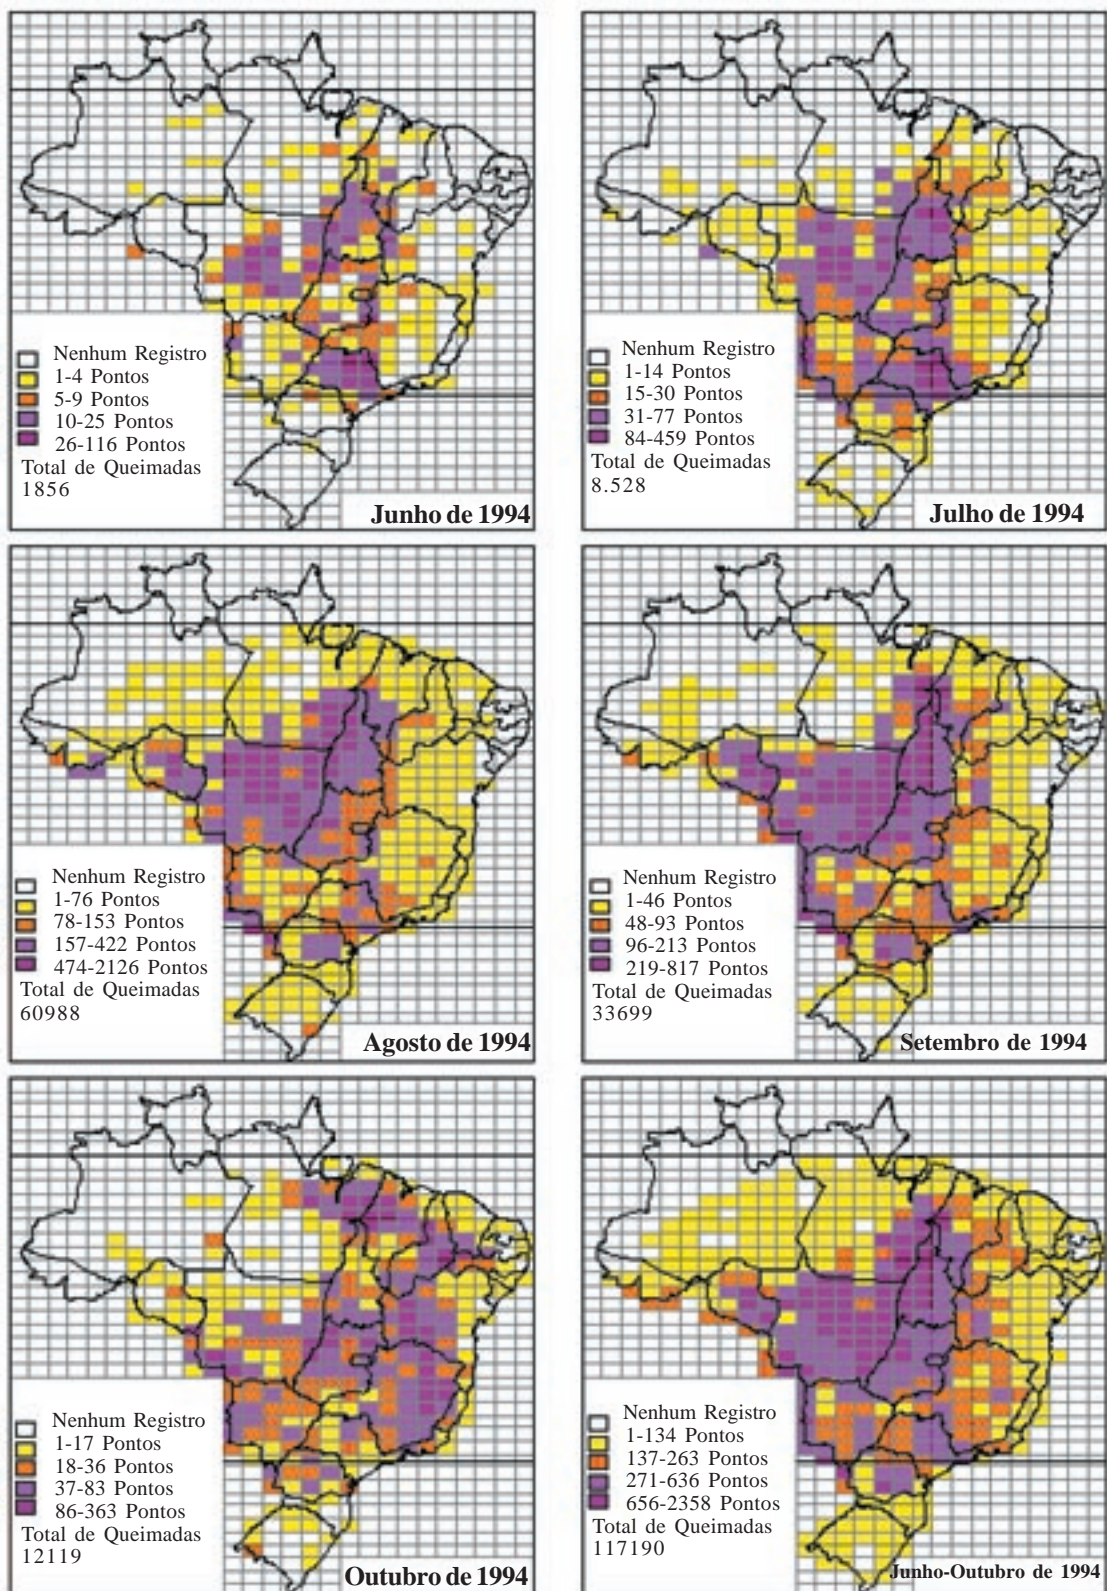 Nenhum Registro
1-4 Pontos
5-9 Pontos
10-25 Pontos
26-116 Pontos
Total de Queimadas
1856
Junho de 1994
Nenhum Registro
1-14 Pontos
15-30 Pontos
31-77 Pontos
84-459 Pontos
Total de Queimadas
8.528
Julho de 1994
Nenhum Registro
1-76 Pontos
78-153 Pontos
157-422 Pontos
474-2126 Pontos
Total de Queimadas
60988
Agosto de 1994
Nenhum Registro
1-46 Pontos
48-93 Pontos
96-213 Pontos
219-817 Pontos
Total de Queimadas
33699
Setembro de 1994
Nenhum Registro
1-17 Pontos
18-36 Pontos
37-83 Pontos
86-363 Pontos
Total de Queimadas
12119
Outubro de 1994
Nenhum Registro
1-134 Pontos
137-263 Pontos
271-636 Pontos
656-2358 Pontos
Total de Queimadas
117190
Junho-Outubro de 1994